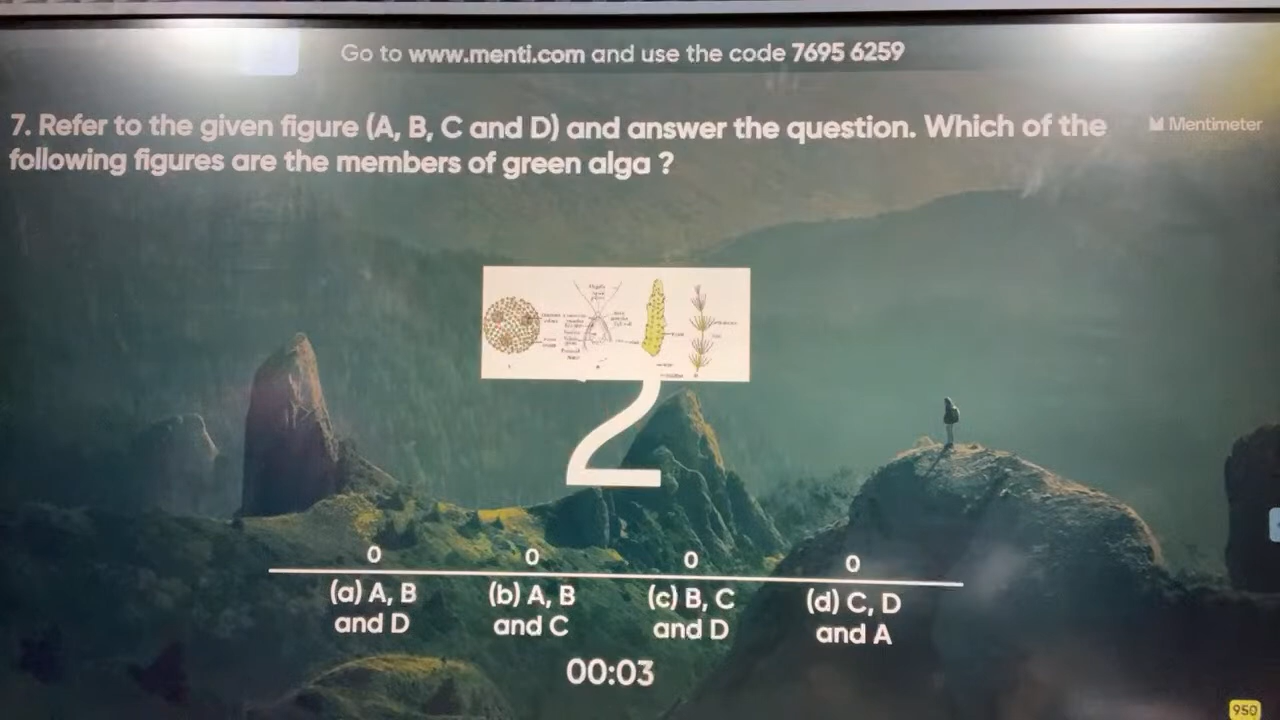 Go to www.menti.com and use the code 7695 6259
7. Refer to the given figure (A, B, C and D) and answer the question. Which of the
following figures are the members of green alga ?
Mentimeter
2
0
0
0
0
(a) A, B
and D
(b) A, B
and C
(c) B, C
and D
(d) C, D
and A
00:03
950